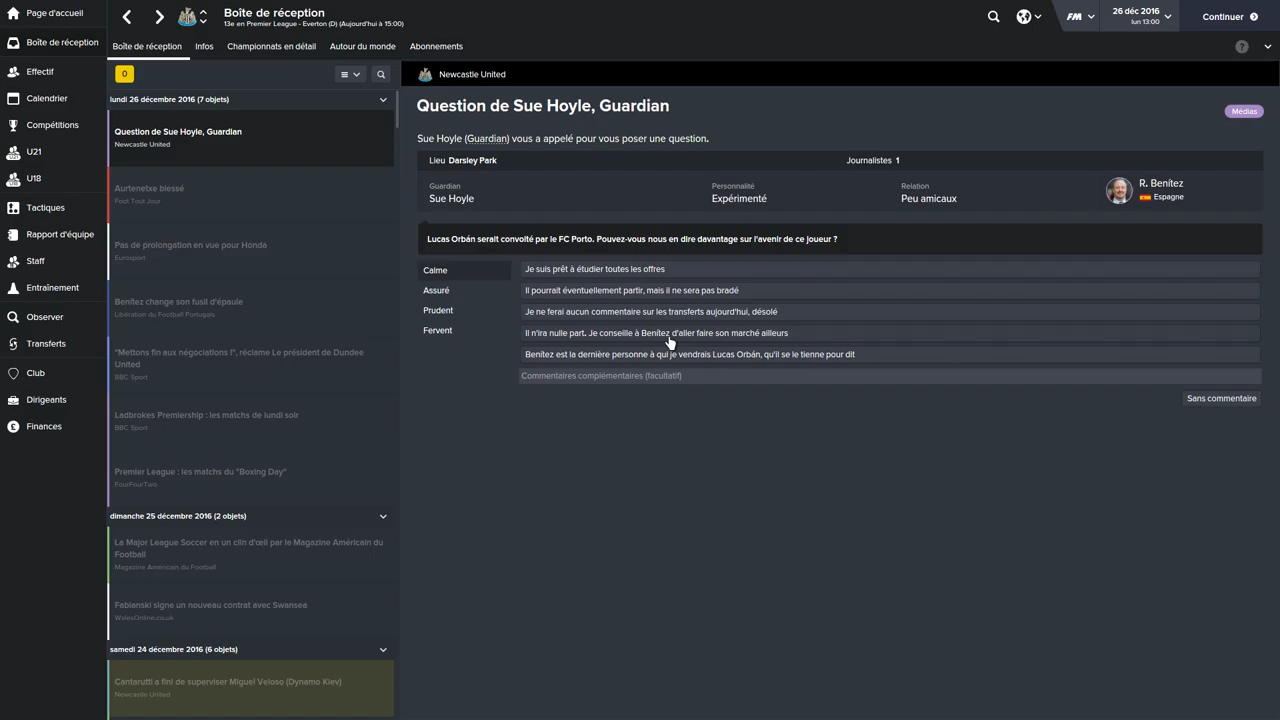 Page d'accueil
Boîte de réception
Effectif
Calendrier
Compétitions
U21
U21
U18
U18
Tactiques
Rapport d'équipe
Staff
Entraînement
Observer
Transferts
Club
Dirigeants
Finances
Boîte de réception
13e en Premier League - Everton (D) (Aujourd'hui à 15:00)
FM
26 déc 2016
lun 13:00
Continuer
Boîte de réception
Infos
Championnats en détail
Autour du monde
Abonnements
?
0
lundi 26 décembre 2016 (7 objets)
Question de Sue Hoyle, Guardian
Newcastle United
Aurtenetxe blessé
Foot Tout Jour
Pas de prolongation en vue pour Honda
Eurosport
Benítez change son fusil d'épaule
Libération du Football Portugais
"Mettons fin aux négociations !", réclame Le président de Dundee
United
BBC Sport
Ladbrokes Premiership : les matchs de lundi soir
BBC Sport
Premier League : les matchs du "Boxing Day"
FourFourTwo
dimanche 25 décembre 2016 (2 objets)
La Major League Soccer en un clin d'œil par le Magazine Américain du
Football
Magazine Américain du Football
Fabianski signe un nouveau contrat avec Swansea
WalesOnline.co.uk
samedi 24 décembre 2016 (6 objets)
Cantarutti a fini de superviser Miguel Veloso (Dynamo Kiev)
Newcastle United
Newcastle United
Question de Sue Hoyle, Guardian
Médias
Sue Hoyle (Guardian) vous a appelé pour vous poser une question.
Lieu Darsley Park
Journalistes 1
Guardian
Sue Hoyle
Personnalité
Expérimenté
Relation
Peu amicaux
R. Benítez
Espagne
Lucas Orbán serait convoité par le FC Porto. Pouvez-vous nous en dire davantage sur l'avenir de ce joueur ?
Calme
Assuré
Prudent
Fervent
Je suis prêt à étudier toutes les offres
Il pourrait éventuellement partir, mais il ne sera pas bradé
Je ne ferai aucun commentaire sur les transferts aujourd'hui, désolé
Il n'ira nulle part. Je conseille à Benítez d'aller faire son marché ailleurs
Benítez est la dernière personne à qui je vendrais Lucas Orbán, qu'il se le tienne pour dit
Commentaires complémentaires (facultatif)
Sans commentaire